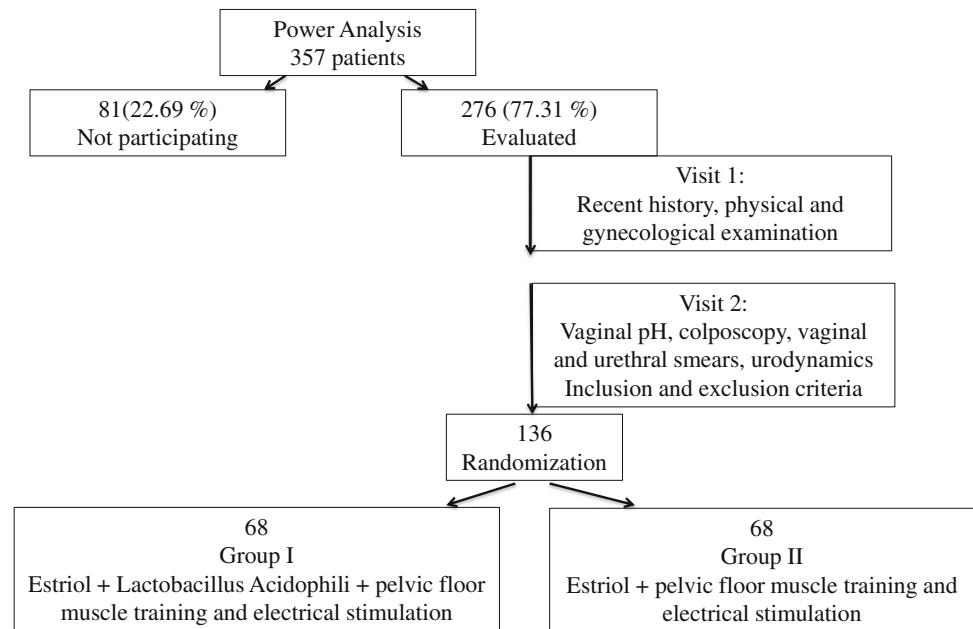 Power Analysis
357 patients
81(22.69 %)
Not participating
276 (77.31 %)
Evaluated
Visit 1:
Recent history, physical and
gynecological examination
Visit 2:
Vaginal pH, colposcopy, vaginal
and urethral smears, urodynamics
Inclusion and exclusion criteria
136
Randomization
68
Group I
Estriol + Lactobacillus Acidophili + pelvic floor
muscle training and electrical stimulation
68
Group II
Estriol + pelvic floor muscle training and
electrical stimulation